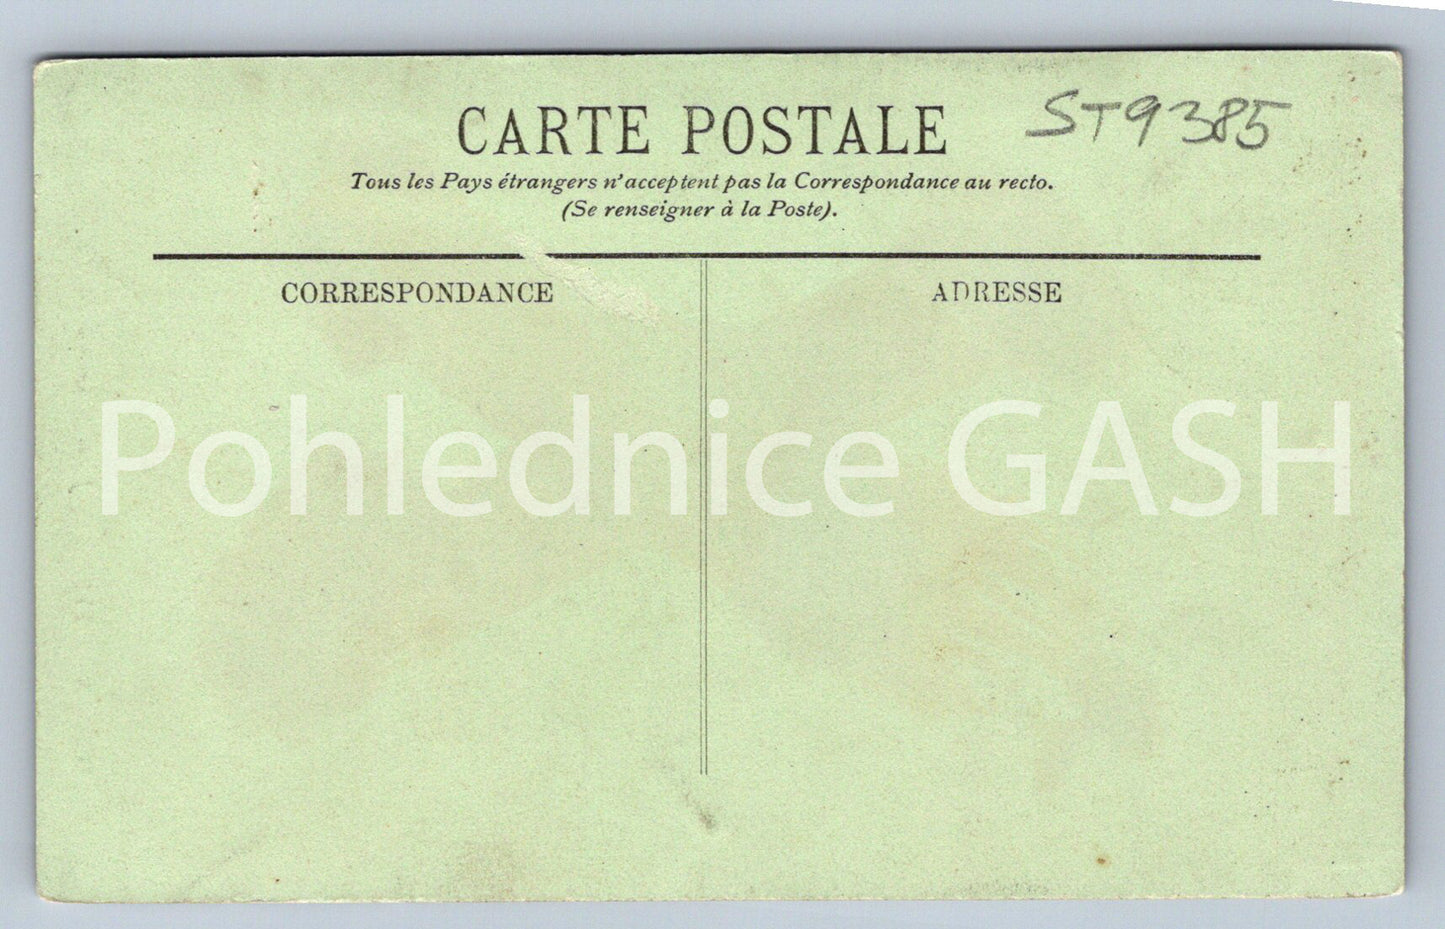 CARTE POSTALE
ST9385
Tous les Pays étrangers n'acceptent pas la Correspondance au recto.
(Se renseigner à la Poste).
CORRESPONDANCE
ADRESSE
Pohlednice GASH